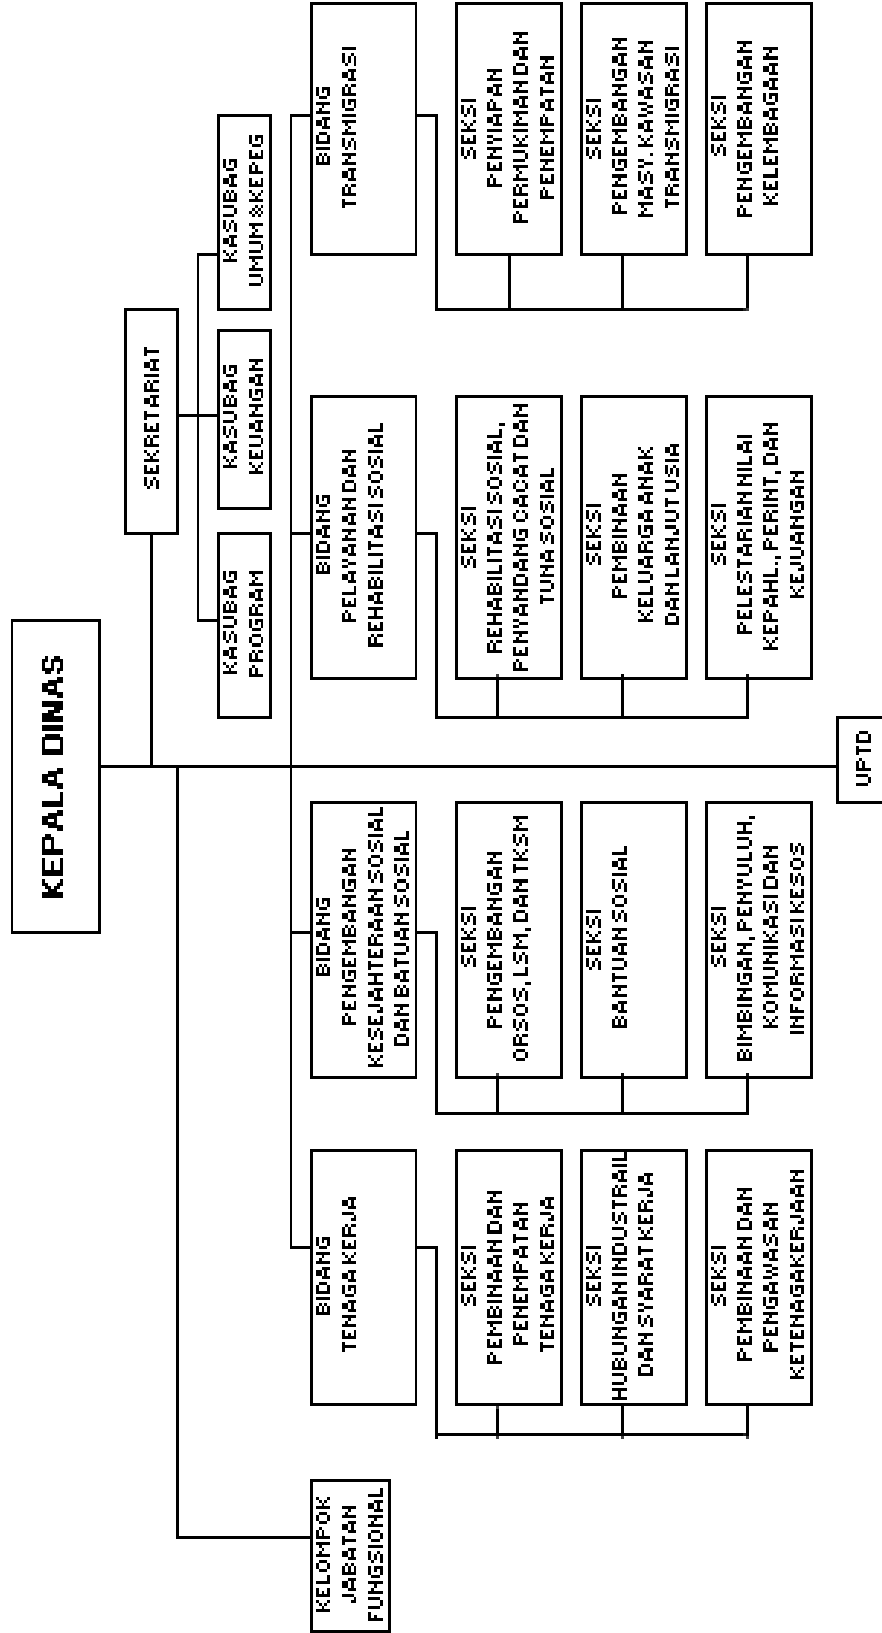 KEPALA DINAS
SEKRETARIAT
KASUBAG
PROGRAM
KASUBAG
KEUANGAN
KASUBAG
UMUM & KEPEG
KELOMPOK
JABATAN
FUNGSIONAL
BIDANG
TENAGA KERJA
BIDANG
PENGEMBANGAN
KESEJAHTERAAN SOSIAL
DAN BATUAN SOSIAL
BIDANG
PELAYANAN DAN
REHABILITASI SOSIAL
BIDANG
TRANSMIGRASI
SEKSI
PEMBINAAN DAN
PENEMPATAN
TENAGA KERJA
SEKSI
PENGEMBANGAN
ORSOS, LSM, DAN TKSM
SEKSI
REHABILITASI SOSIAL,
PENYANDANG CACAT DAN
TUNA SOSIAL
SEKSI
PENYIAPAN
PERMUKIMAN DAN
PENEMPATAN
SEKSI
HUBUNGAN INDUSTRAIL
DAN SYARAT KERJA
SEKSI
BANTUAN SOSIAL
SEKSI
PEMBINAAN
KELUARGA ANAK
DAN LANJUT USIA
SEKSI
PENGEMBANGAN
MASY. KAWASAN
TRANSMIGRASI
SEKSI
PEMBINAAN DAN
PENGAWASAN
KETENAGAKERJAAN
SEKSI
BIMBINGAN, PENYULUH,
KOMUNIKASI DAN
INFORMASI KESOS
SEKSI
PELESTARIAN NILAI
KEPAHL., PERINT, DAN
KEJUANGAN
SEKSI
PENGEMBANGAN
KELEMBAGAAN
UPTD